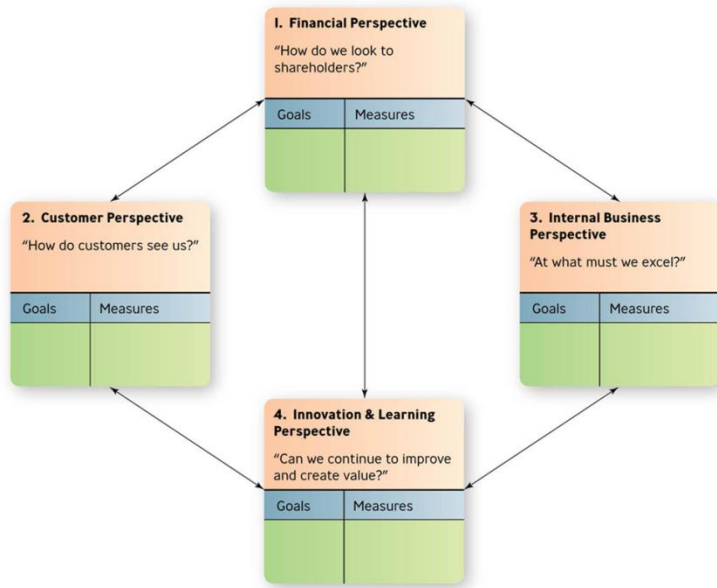 1. Financial Perspective
“How do we look to
shareholders?”
Goals
Measures
2. Customer Perspective
“How do customers see us?”
Goals
Measures
3. Internal Business
Perspective
“At what must we excel?”
Goals
Measures
4. Innovation & Learning
Perspective
“Can we continue to improve
and create value?”
Goals
Measures